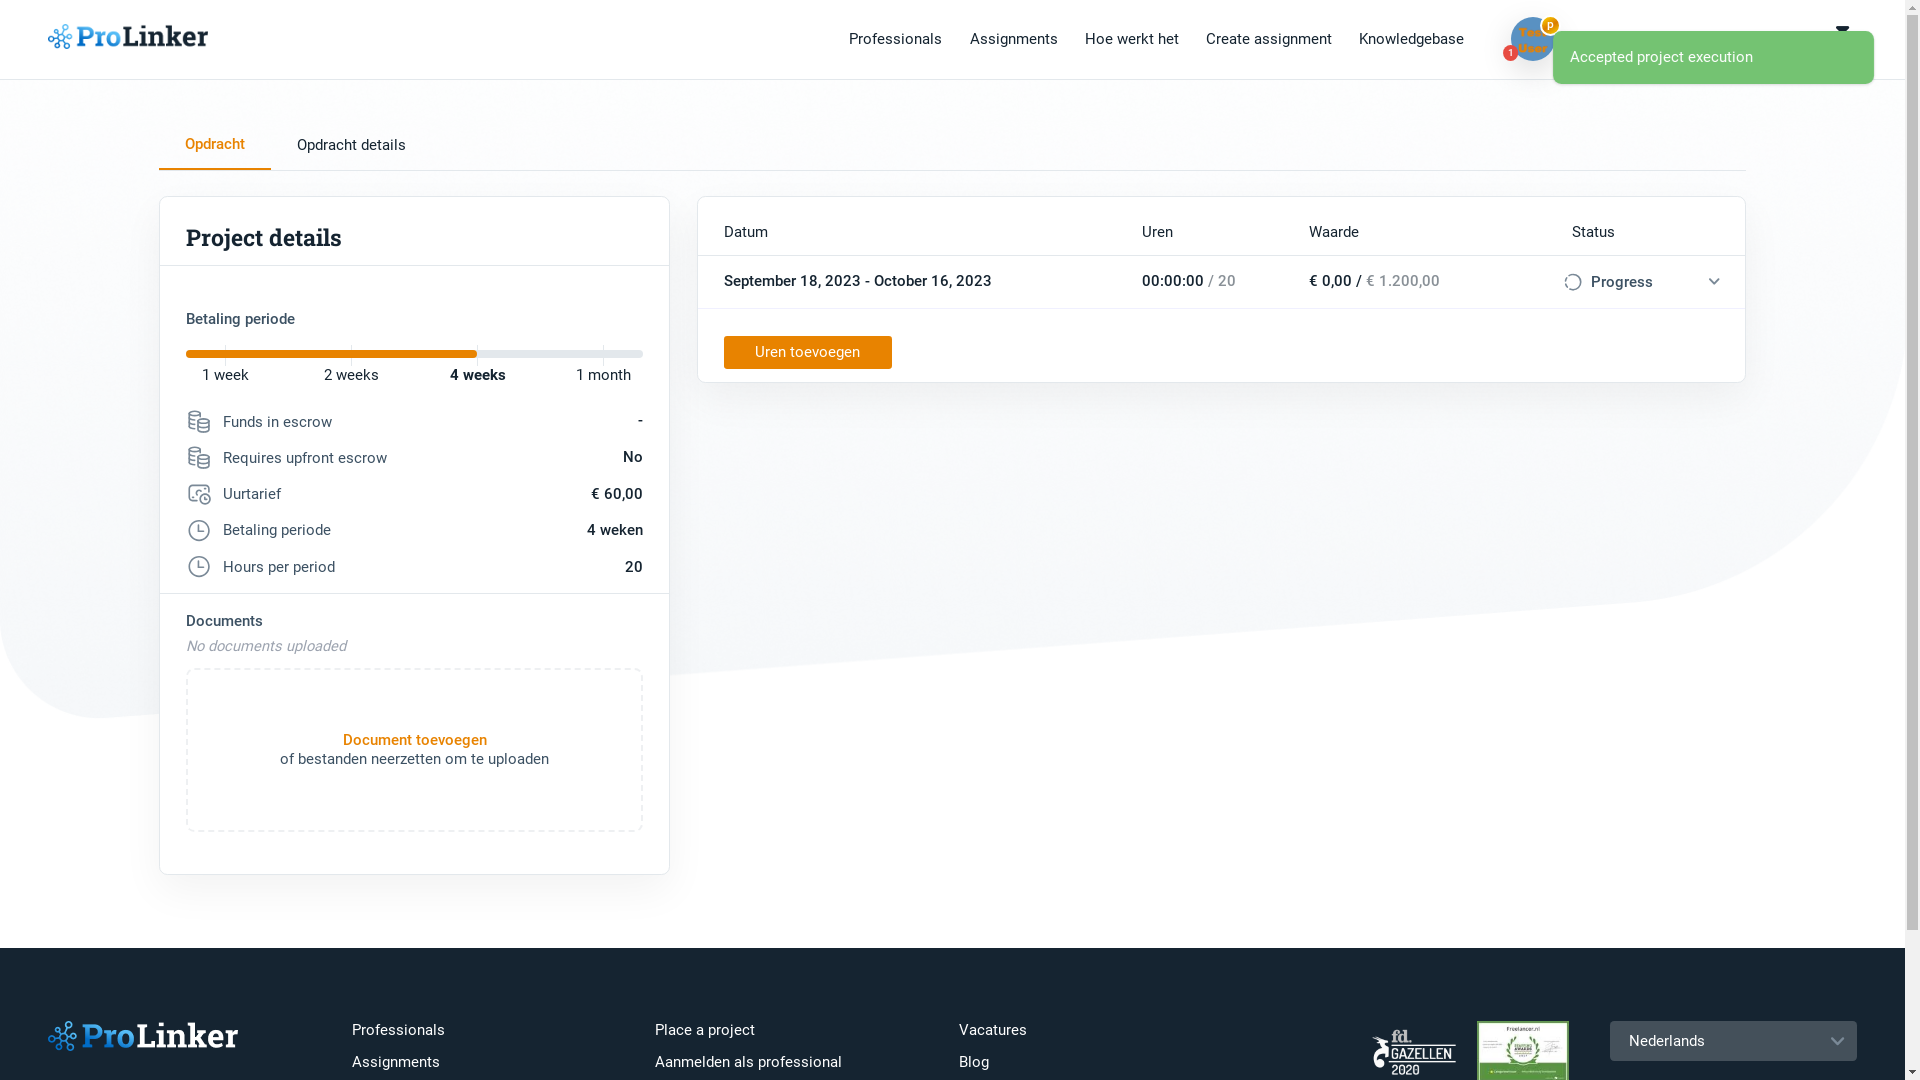 ProLinker
Professionals
Assignments
Hoe werkt het
Create assignment
Knowledgebase
p
1
User
Accepted project execution
Opdracht
Opdracht details
Project details
Betaling periode
1 week
2 weeks
4 weeks
1 month
Funds in escrow
-
Requires upfront escrow
No
Uurtarief
€ 60,00
Betaling periode
4 weken
Hours per period
20
Documents
No documents uploaded
Document toevoegen
of bestanden neerzetten om te uploaden
Datum
Uren
Waarde
Status
September 18, 2023 - October 16, 2023
00:00:00 / 20
€ 0,00 / € 1.200,00
Progress
Uren toevoegen
ProLinker
Professionals
Assignments
Place a project
Aanmelden als professional
Vacatures
Blog
fd.
GAZELLEN
2020
Freelancer.nl
Nederlands